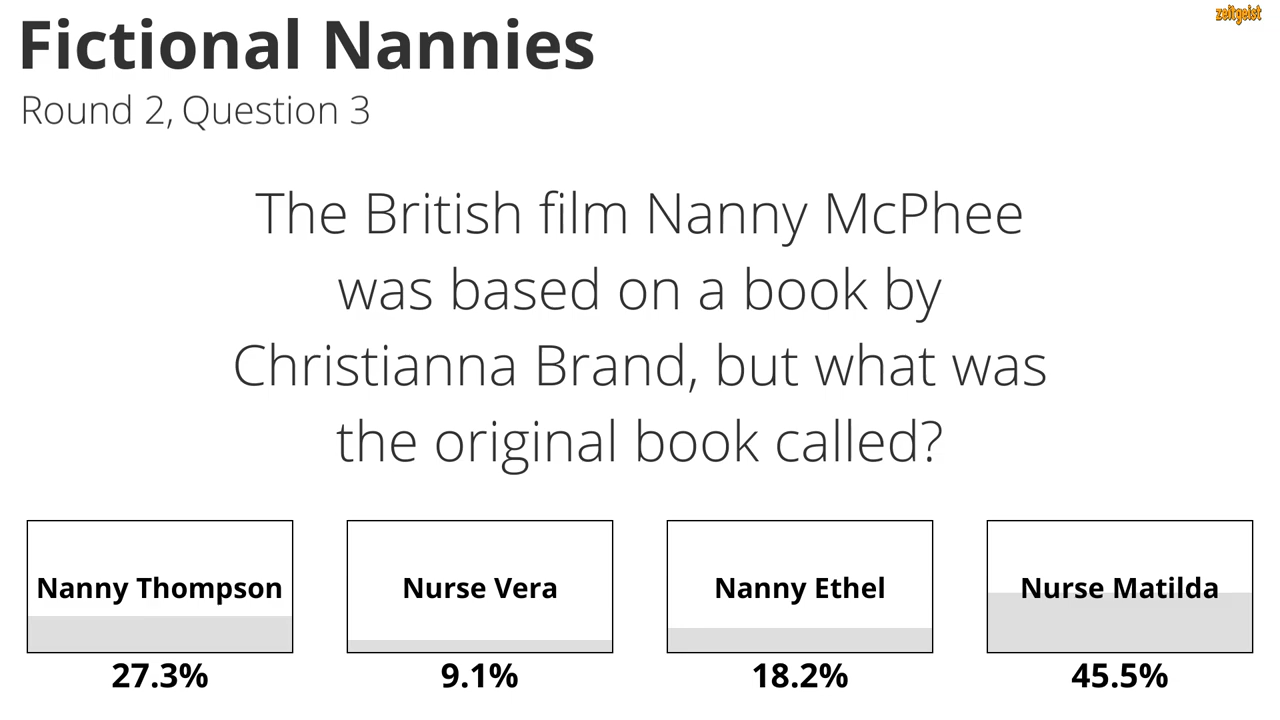 zeitgeist
Fictional Nannies
Round 2, Question 3
The British film Nanny McPhee
was based on a book by
Christianna Brand, but what was
the original book called?
Nanny Thompson
Nurse Vera
Nanny Ethel
Nurse Matilda
27.3%
9.1%
18.2%
45.5%